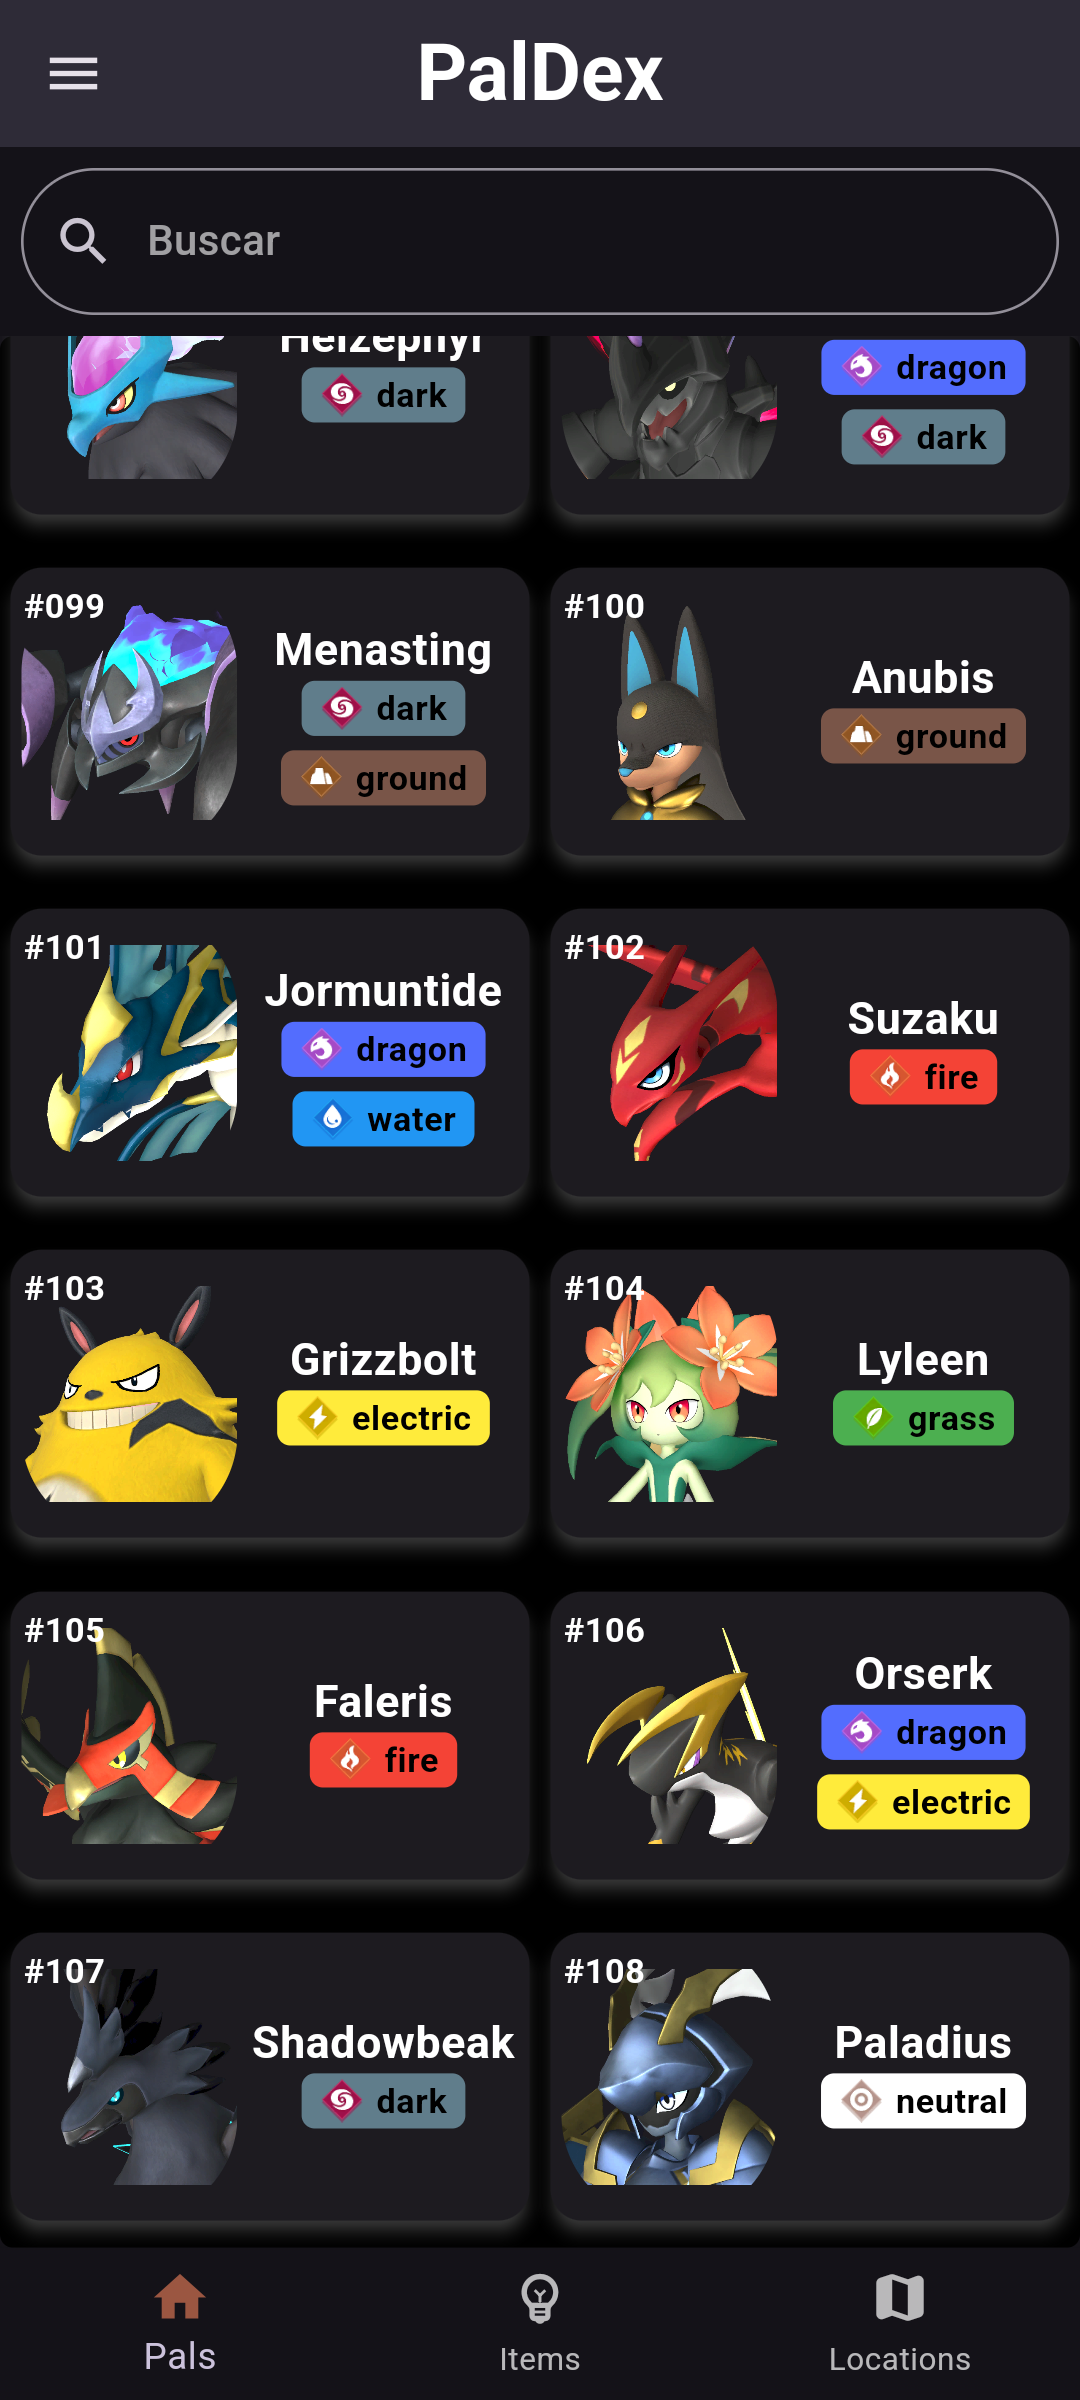 PalDex
Buscar
Helzephyr
dark
dragon
dark
#099
Menasting
dark
ground
#100
Anubis
ground
#101
Jormuntide
dragon
water
#102
Suzaku
fire
#103
Grizzbolt
electric
#104
Lyleen
grass
#105
Faleris
fire
#106
Orserk
dragon
electric
#107
Shadowbeak
dark
#108
Paladius
neutral
Pals
Items
Locations